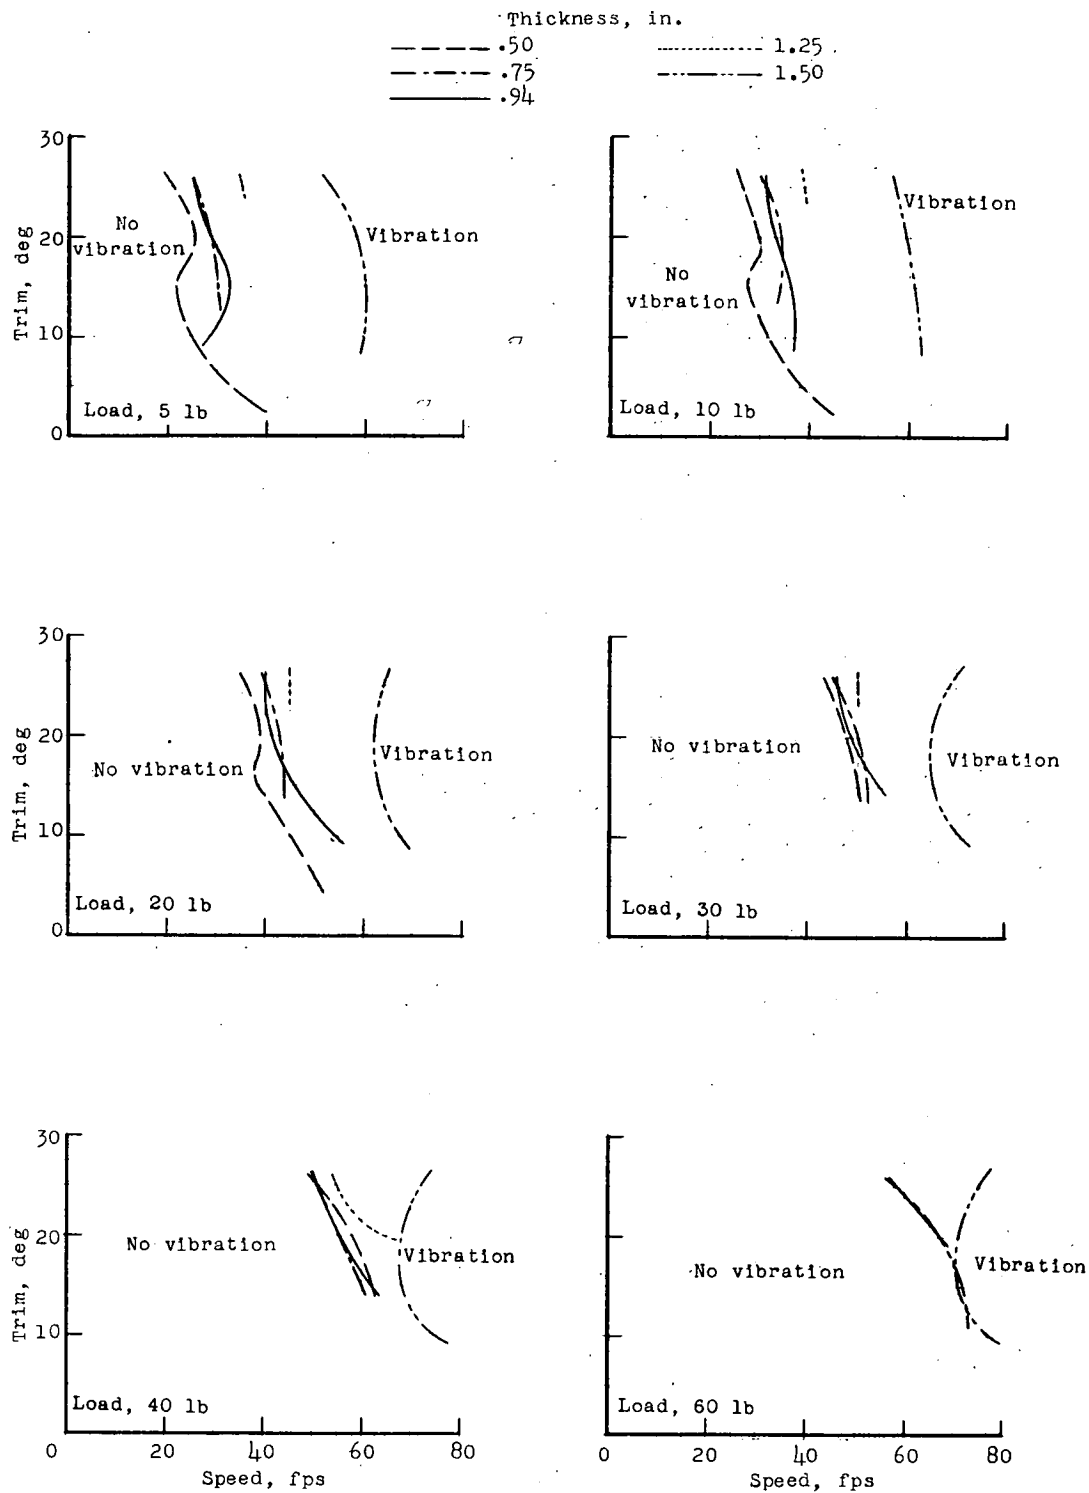 Thickness, in.
.50 1.25
.75 1.50
.94
30
20
10
0
Trim, deg
No
vibration
Vibration
Load, 5 lb
No
vibration
Vibration
Load, 10 lb
30
20
10
0
Trim, deg
No vibration
Vibration
Load, 20 lb
No vibration
Vibration
Load, 30 lb
30
20
10
Trim, deg
No vibration
Vibration
Load, 40 lb
0 20 40 60 80
Speed, fps
No vibration
Vibration
Load, 60 lb
0 20 40 60 80
Speed, fps